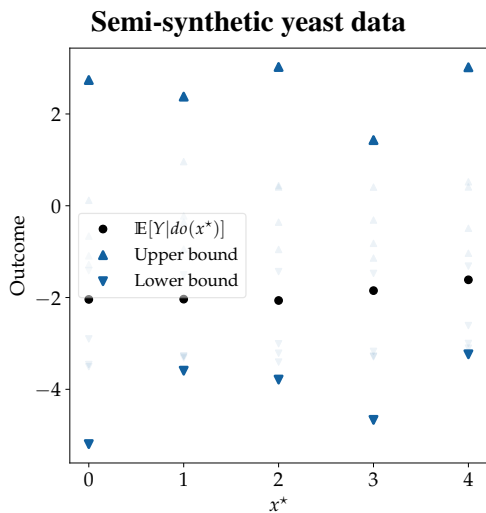 Semi-synthetic yeast data
Outcome
2
0
−2
−4
𝔼[Y|do(x⋆)]
Upper bound
Lower bound
0 1 2 3 4
x⋆